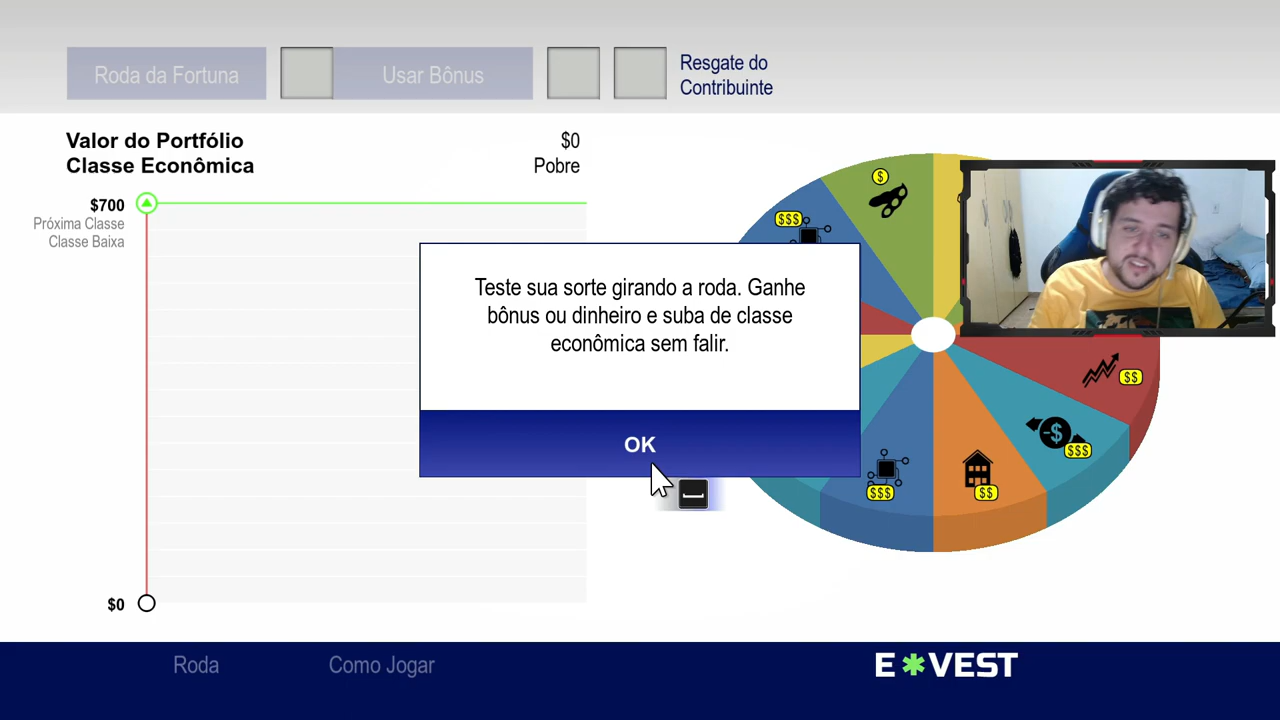 Roda da Fortuna
Usar Bônus
Resgate do
Contribuinte
Valor do Portfólio
$0
Classe Econômica
Pobre
$700
Próxima Classe
Classe Baixa
$0
$
$$$
Teste sua sorte girando a roda. Ganhe
bônus ou dinheiro e suba de classe
econômica sem falir.
OK
$$
-$
$$$
$$$
$$
Roda
Como Jogar
E*VEST